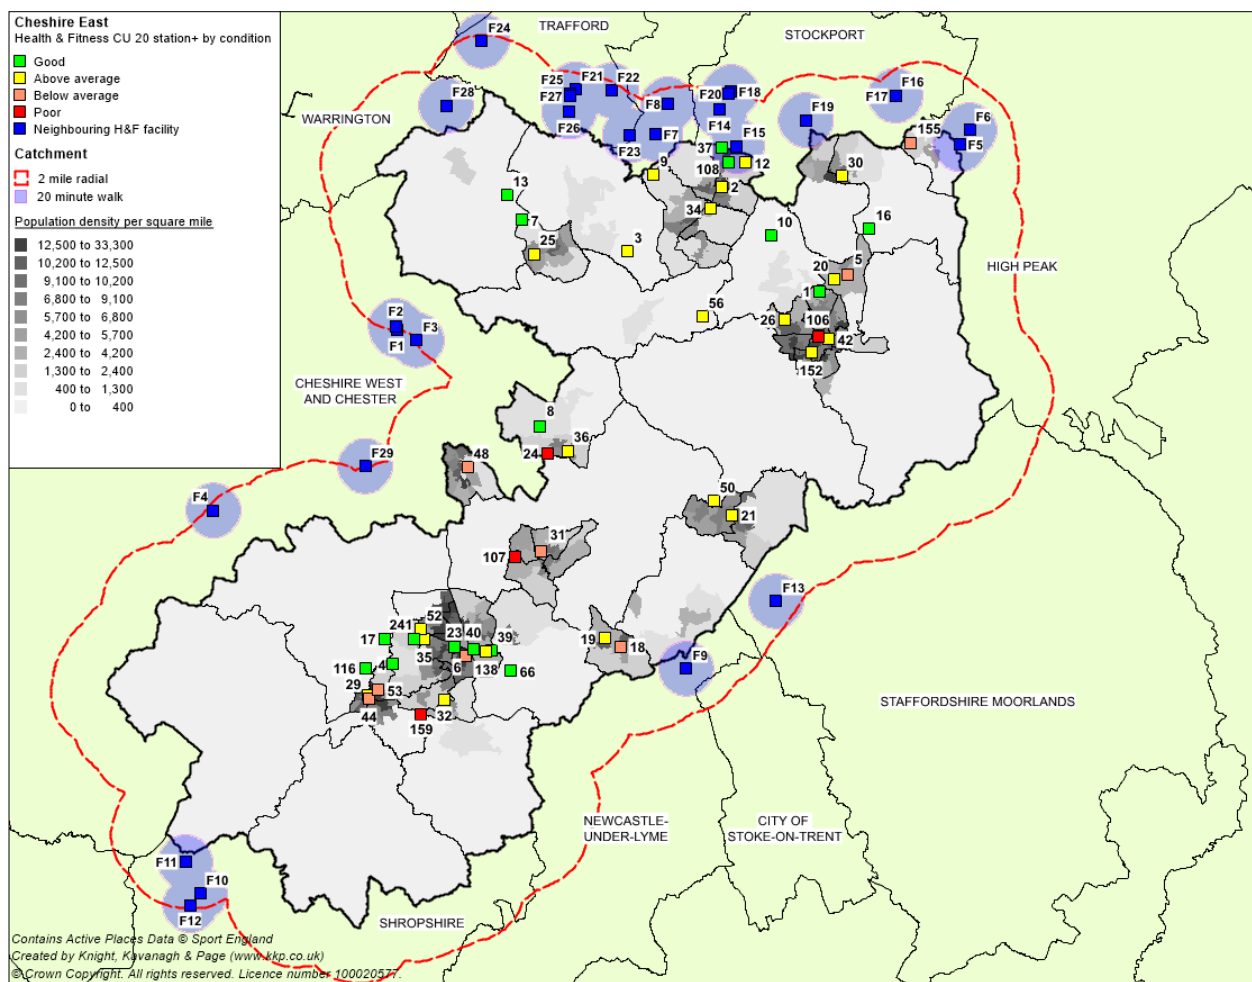 Cheshire East
Health & Fitness CU 20 station+ by condition
Good
Above average
Below average
Poor
Neighbouring H&F facility
Catchment
2 mile radial
20 minute walk
Population density per square mile
12,500 to 33,300
10,200 to 12,500
9,100 to 10,200
6,800 to 9,100
5,700 to 6,800
4,200 to 5,700
2,400 to 4,200
1,300 to 2,400
400 to 1,300
0 to 400
F24
TRAFFORD
STOCKPORT
F25
F21
F22
F27
F26
F28
F8
F20
F18
F14
F16
F17
F19
WARRINGTON
F23
F7
F15
F6
F5
155
37
108
12
9
2
30
13
7
34
10
16
25
3
20
5
HIGH PEAK
F2
F1
F3
56
1
26
106
42
152
CHESHIRE WEST
AND CHESTER
8
36
24
F29
48
F4
50
21
31
107
F13
52
241
17
23
40
39
19
18
116
4
35
6
138
66
F9
29
53
44
32
159
STAFFORDSHIRE MOORLANDS
NEWCASTLE-
UNDER-LYME
CITY OF
STOKE-ON-TRENT
F11
F10
F12
SHROPSHIRE
Contains Active Places Data © Sport England
Created by Knight, Kavanagh & Page (www.kkp.co.uk)
© Crown Copyright. All rights reserved. Licence number 100020577.